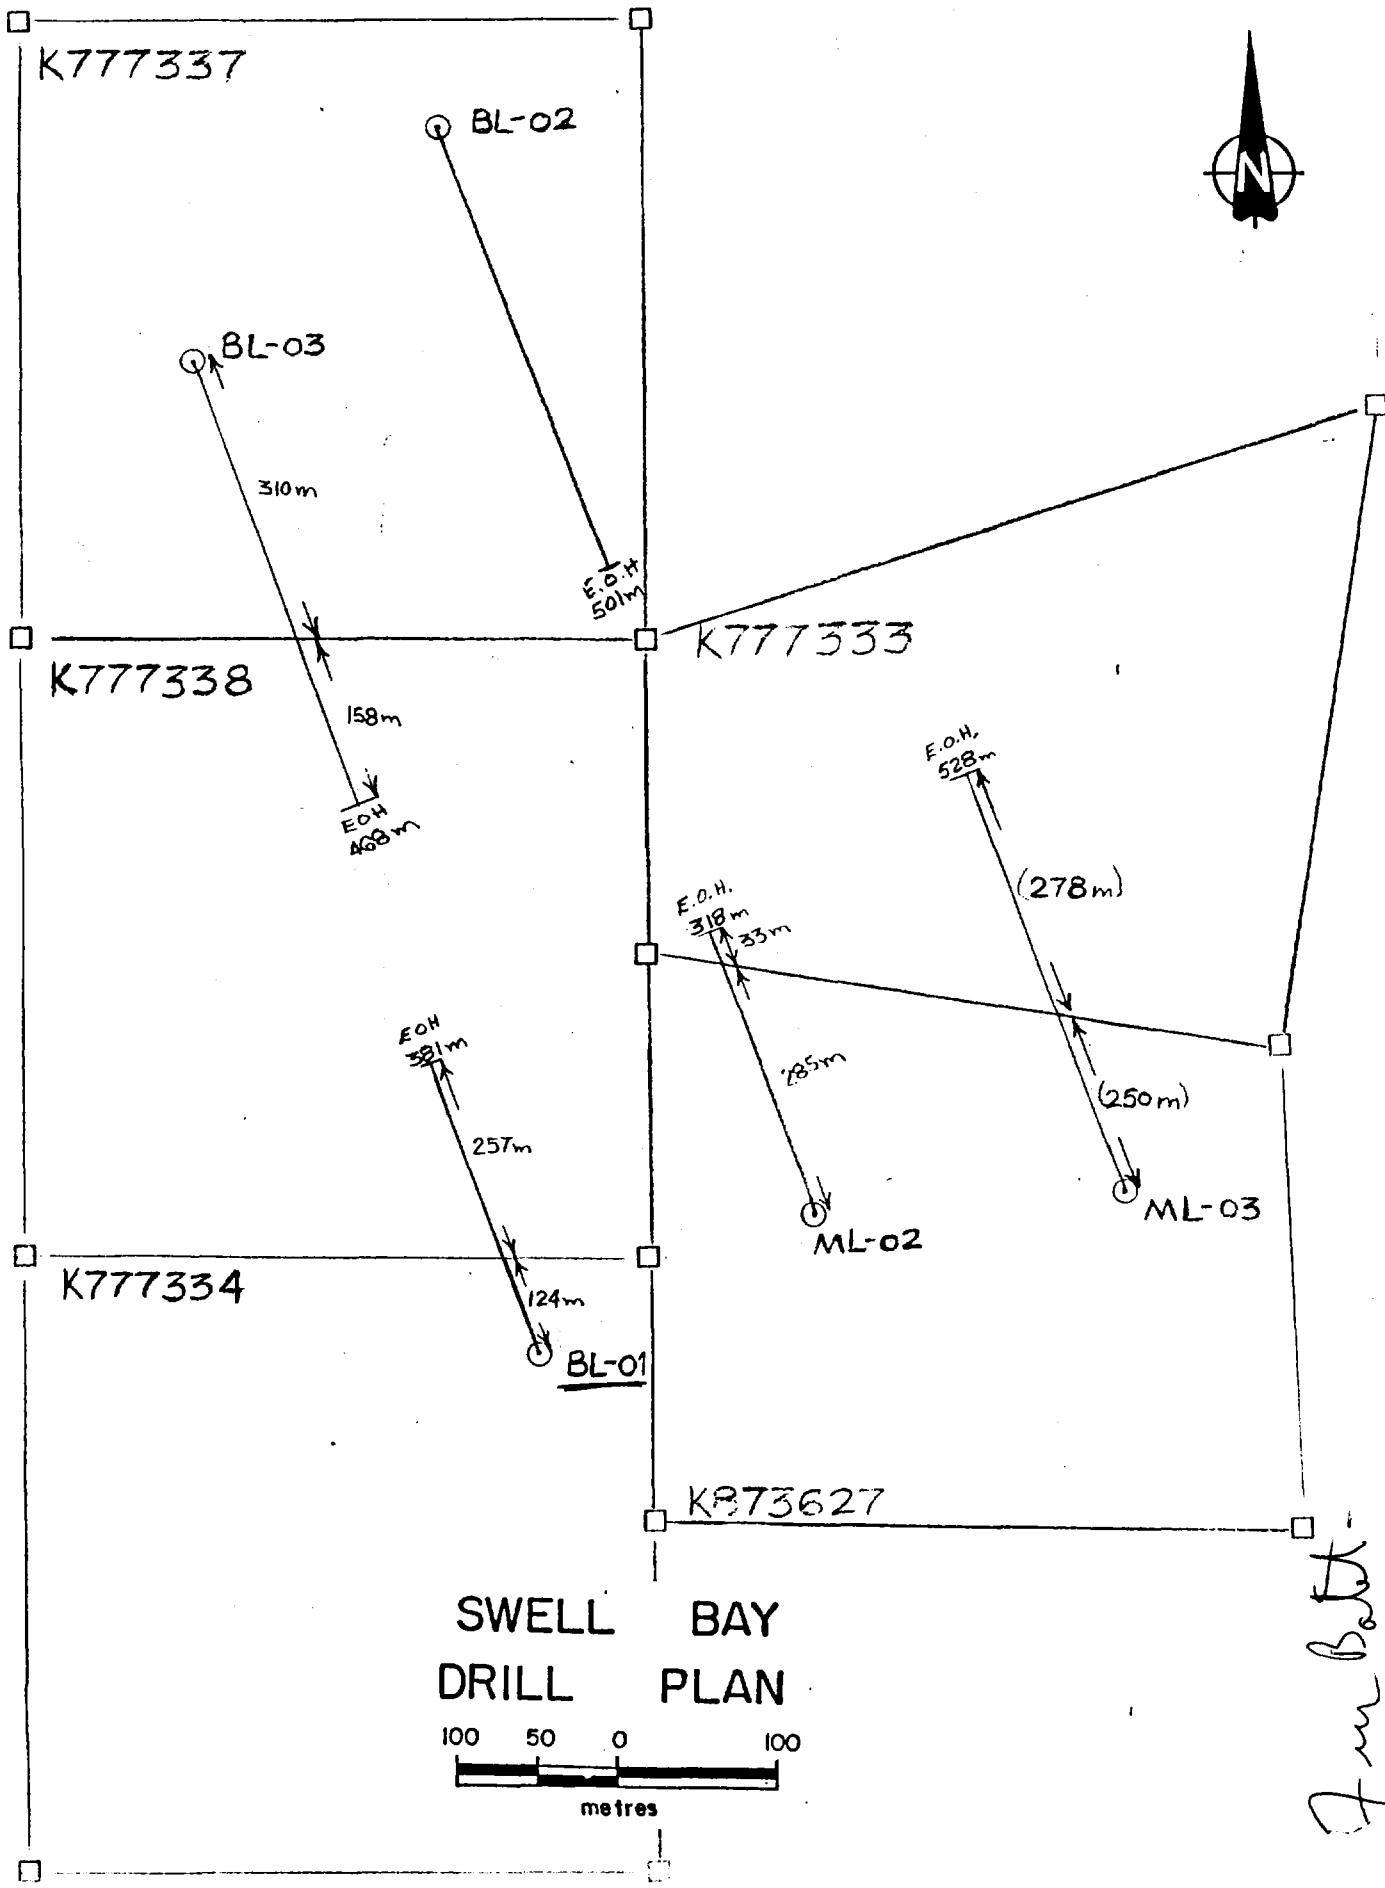 K777337
BL-02
N
BL-03
310m
E.O.H
501m
K777333
K777338
158m
EOH
468m
E.O.H.
528m
(278m)
E.O.H.
318m
33m
EOH
381m
285m
(250m)
257m
ML-03
ML-02
K777334
124m
BL-01
K873627
SWELL BAY
DRILL PLAN
100 50 0 100
metres